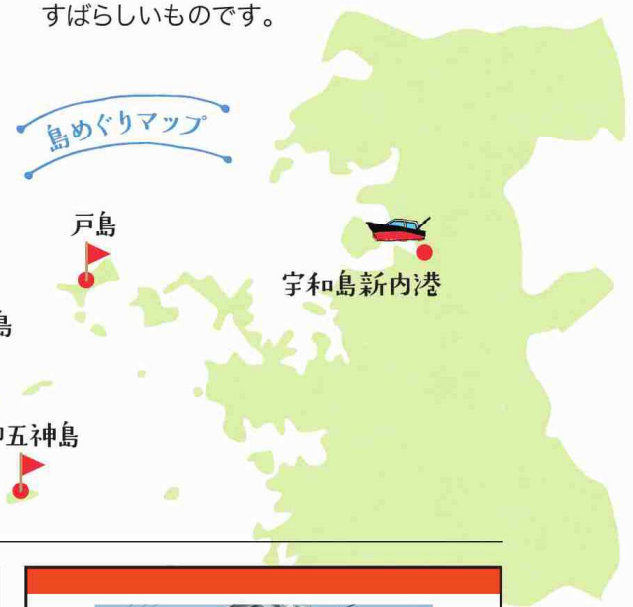 すばらしいものです。
島めぐりマップ
戸島
宇和島新内港
島
五神島